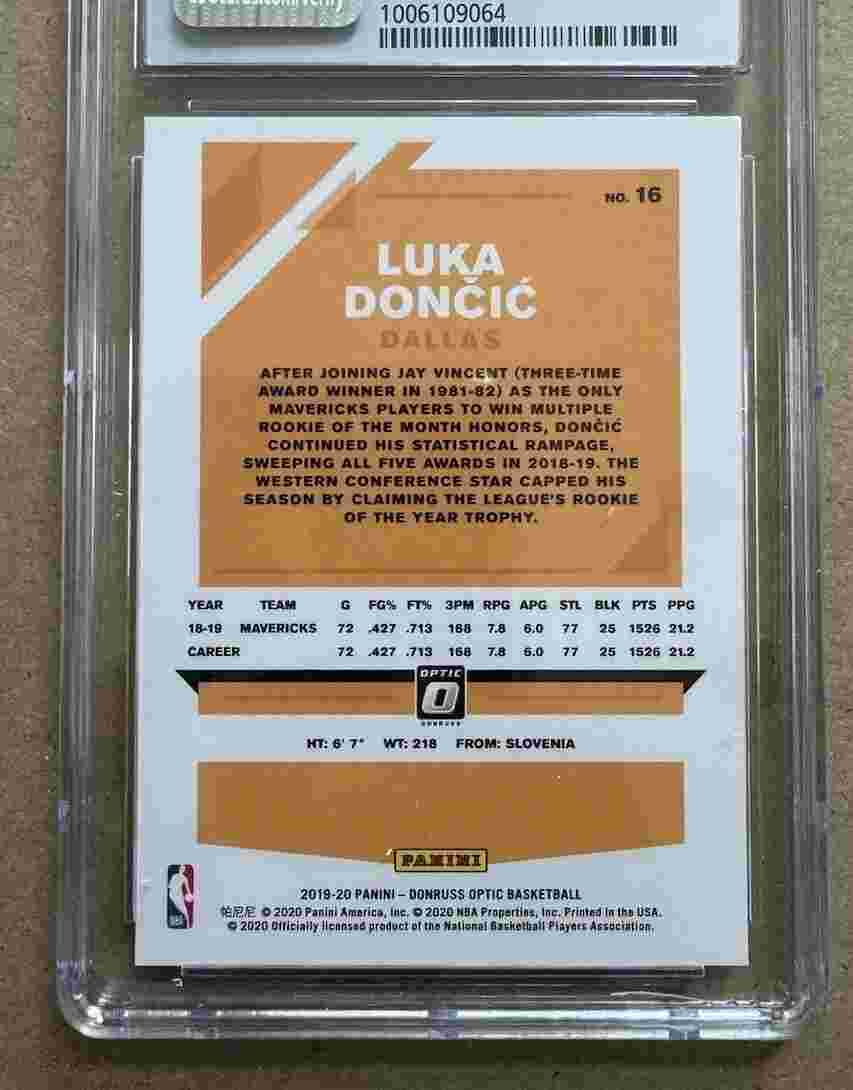 1006109064
NO. 16
LUKA
DONČIĆ
DALLAS
AFTER JOINING JAY VINCENT (THREE-TIME
AWARD WINNER IN 1981-82) AS THE ONLY
MAVERICKS PLAYERS TO WIN MULTIPLE
ROOKIE OF THE MONTH HONORS, DONČIĆ
CONTINUED HIS STATISTICAL RAMPAGE,
SWEEPING ALL FIVE AWARDS IN 2018-19. THE
WESTERN CONFERENCE STAR CAPPED HIS
SEASON BY CLAIMING THE LEAGUE'S ROOKIE
OF THE YEAR TROPHY.
YEAR TEAM G FG% FT% 3PM RPG APG STL BLK PTS PPG
18-19 MAVERICKS 72 .427 .713 168 7.8 6.0 77 25 1526 21.2
CAREER 72 .427 .713 168 7.8 6.0 77 25 1526 21.2
OPTIC
O
DONRUSS
HT: 6' 7" WT: 218 FROM: SLOVENIA
PANINI
2019-20 PANINI – DONRUSS OPTIC BASKETBALL
帕尼尼 © 2020 Panini America, Inc. © 2020 NBA Properties, Inc. Printed in the USA.
© 2020 Officially licensed product of the National Basketball Players Association.